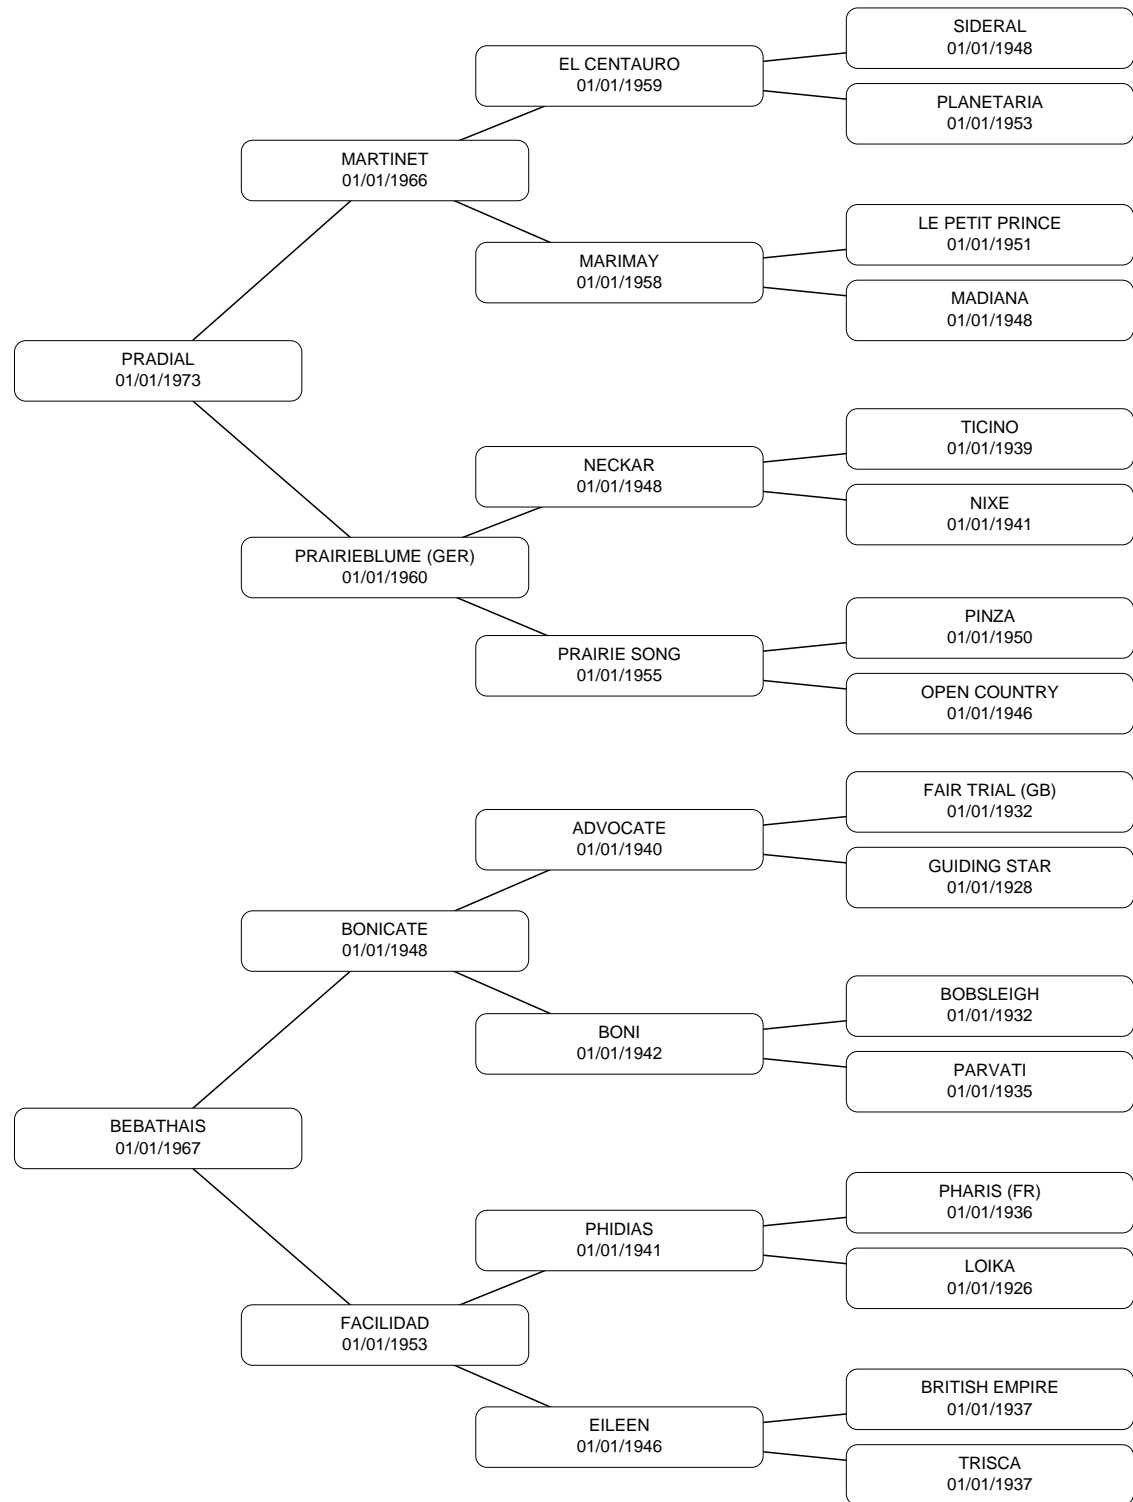 SIDERAL
01/01/1948
EL CENTAURO
01/01/1959
PLANETARIA
01/01/1953
MARTINET
01/01/1966
LE PETIT PRINCE
01/01/1951
MARIMAY
01/01/1958
MADIANA
01/01/1948
PRADIAL
01/01/1973
TICINO
01/01/1939
NECKAR
01/01/1948
NIXE
01/01/1941
PRAIRIEBLUME (GER)
01/01/1960
PINZA
01/01/1950
PRAIRIE SONG
01/01/1955
OPEN COUNTRY
01/01/1946
FAIR TRIAL (GB)
01/01/1932
ADVOCATE
01/01/1940
GUIDING STAR
01/01/1928
BONICATE
01/01/1948
BOBSLEIGH
01/01/1932
BONI
01/01/1942
PARVATI
01/01/1935
BEBATHAIS
01/01/1967
PHARIS (FR)
01/01/1936
PHIDIAS
01/01/1941
LOIKA
01/01/1926
FACILIDAD
01/01/1953
BRITISH EMPIRE
01/01/1937
EILEEN
01/01/1946
TRISCA
01/01/1937